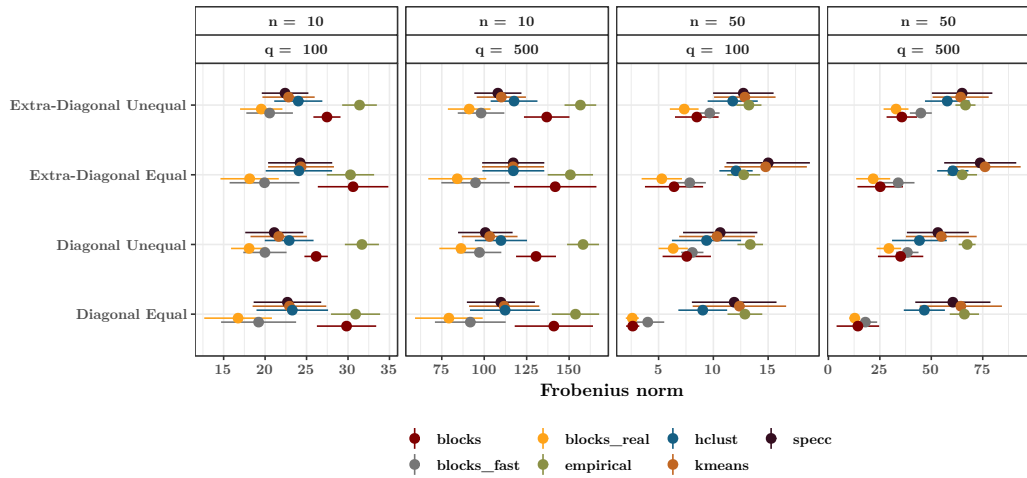 n = 10 n = 10 n = 50 n = 50
q = 100 q = 500 q = 100 q = 500
Extra-Diagonal Unequal
Extra-Diagonal Equal
Diagonal Unequal
Diagonal Equal
15 20 25 30 35 75 100 125 150 5 10 15 0 25 50 75
Frobenius norm
blocks blocks_real hclust specc
blocks_fast empirical kmeans